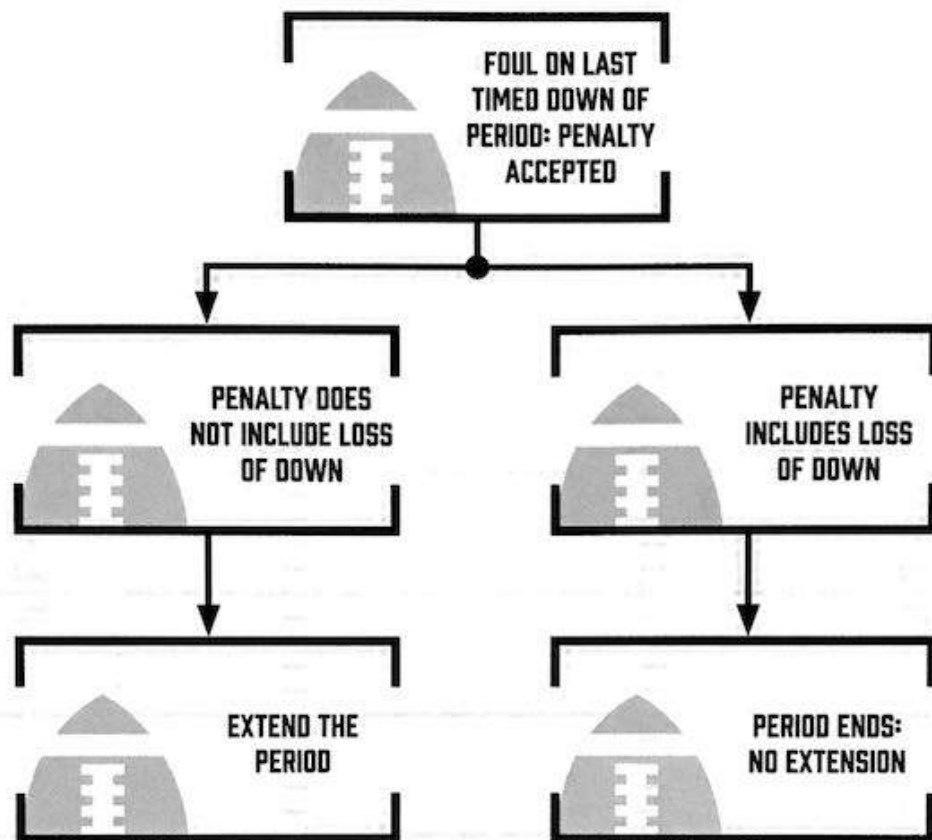 FOUL ON LAST
TIMED DOWN OF
PERIOD: PENALTY
ACCEPTED
PENALTY DOES
NOT INCLUDE LOSS
OF DOWN
PENALTY
INCLUDES LOSS
OF DOWN
EXTEND THE
PERIOD
PERIOD ENDS:
NO EXTENSION